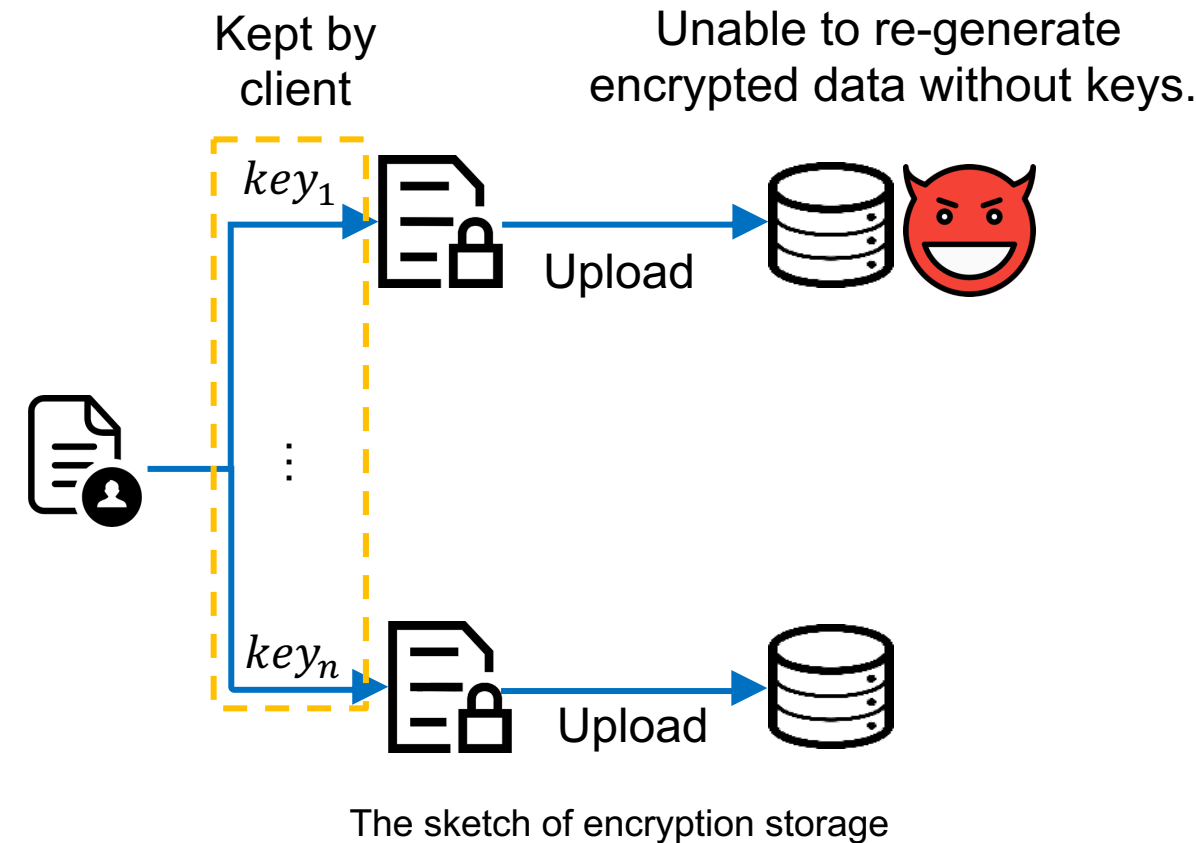 Kept by
client
Unable to re-generate
encrypted data without keys.
key₁
Upload
⋮
keyₙ
Upload
The sketch of encryption storage